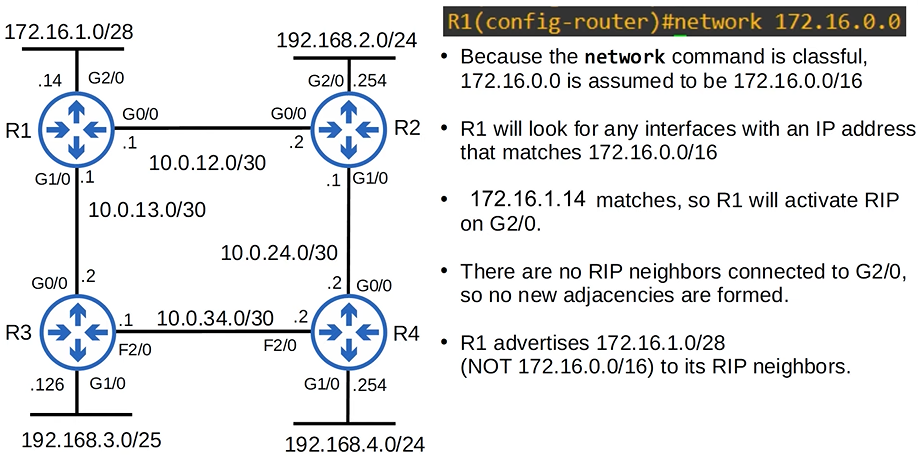 172.16.1.0/28
.14 G2/0
R1
G0/0
.1
G1/0 .1
192.168.2.0/24
G2/0 .254
G0/0
.2
R2
.1 G1/0
10.0.12.0/30
10.0.13.0/30
10.0.24.0/30
G0/0 .2
R3
.1
F2/0
.126 G1/0
10.0.34.0/30
.2 G0/0
.2
F2/0
R4
G1/0 .254
192.168.3.0/25
192.168.4.0/24
R1(config-router)#network 172.16.0.0
• Because the network command is classful,
172.16.0.0 is assumed to be 172.16.0.0/16
• R1 will look for any interfaces with an IP address
that matches 172.16.0.0/16
• 172.16.1.14 matches, so R1 will activate RIP
on G2/0.
• There are no RIP neighbors connected to G2/0,
so no new adjacencies are formed.
• R1 advertises 172.16.1.0/28
(NOT 172.16.0.0/16) to its RIP neighbors.